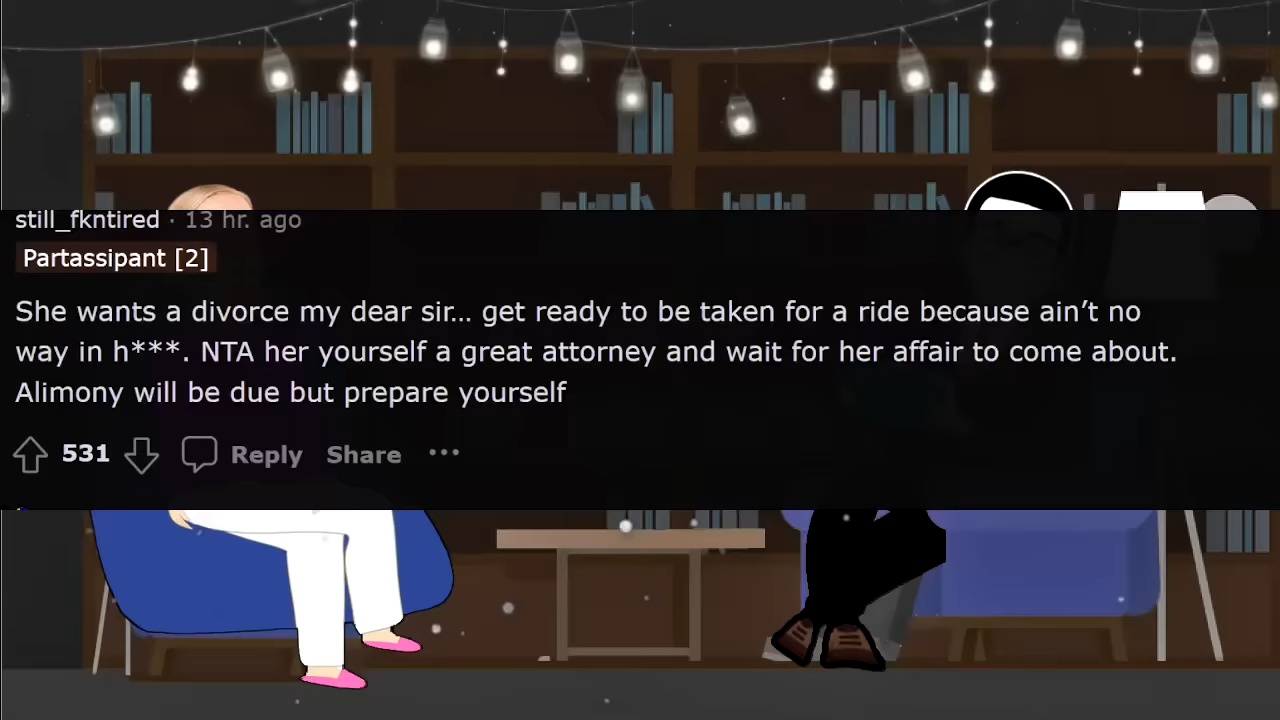 still_fkntired · 13 hr. ago
Partassipant [2]
She wants a divorce my dear sir… get ready to be taken for a ride because ain’t no
way in h***. NTA her yourself a great attorney and wait for her affair to come about.
Alimony will be due but prepare yourself
531 Reply Share ···